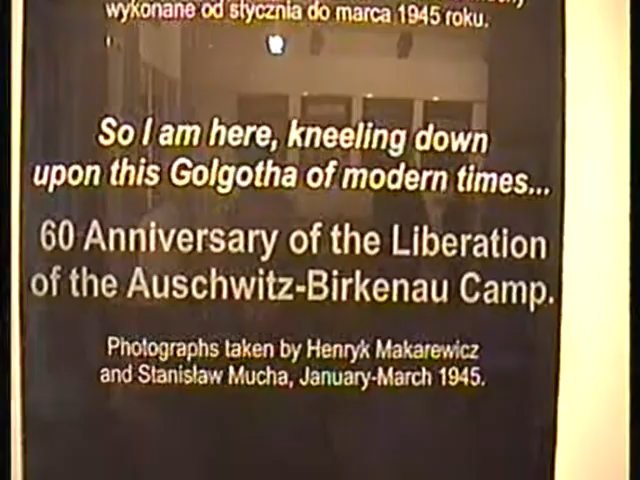 wykonane od stycznia do marca 1945 roku.
So I am here, kneeling down
upon this Golgotha of modern times...
60 Anniversary of the Liberation
of the Auschwitz-Birkenau Camp.
Photographs taken by Henryk Makarewicz
and Stanisław Mucha, January-March 1945.